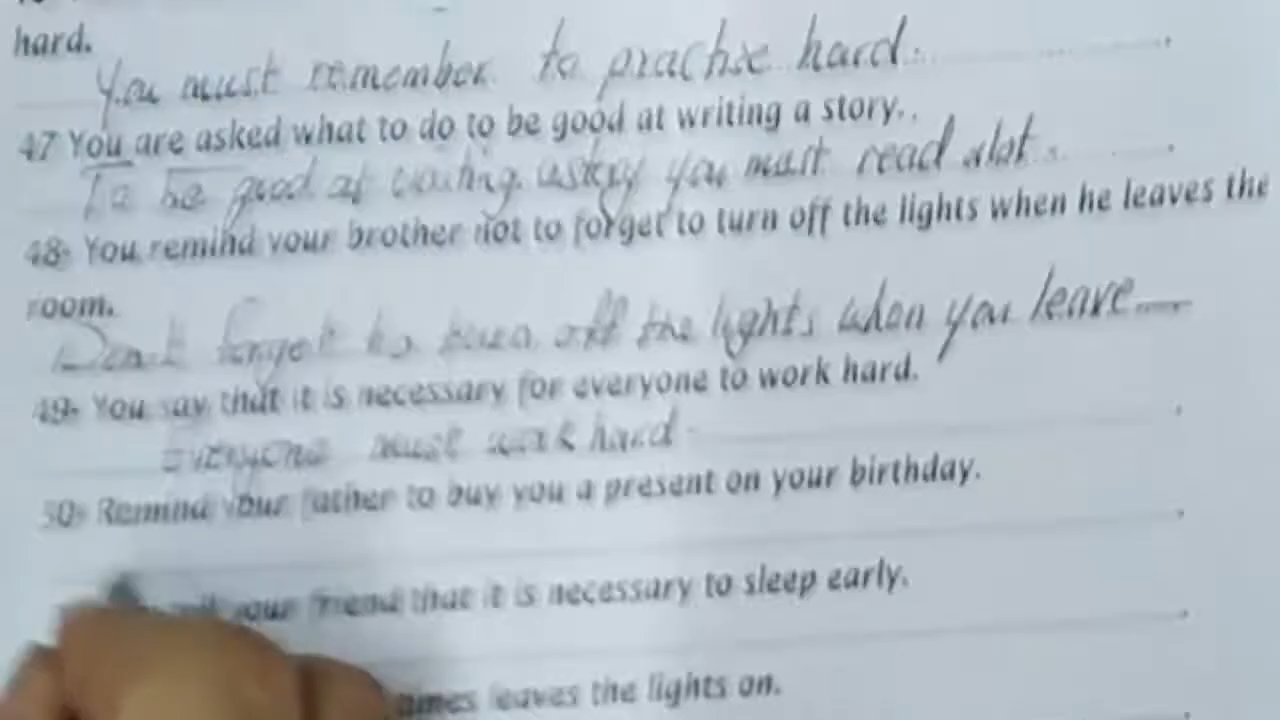 hard.
You must remember to practise hard.
47 You are asked what to do to be good at writing a story..
To be good at writing a story you must read alot.
48- You remind your brother not to forget to turn off the lights when he leaves the
room.
Don't forget to turn off the lights when you leave
49- You say that it is necessary for everyone to work hard.
Everyone must work hard
50- Remind your father to buy you a present on your birthday.
your friend that it is necessary to sleep early.
leaves the lights on.